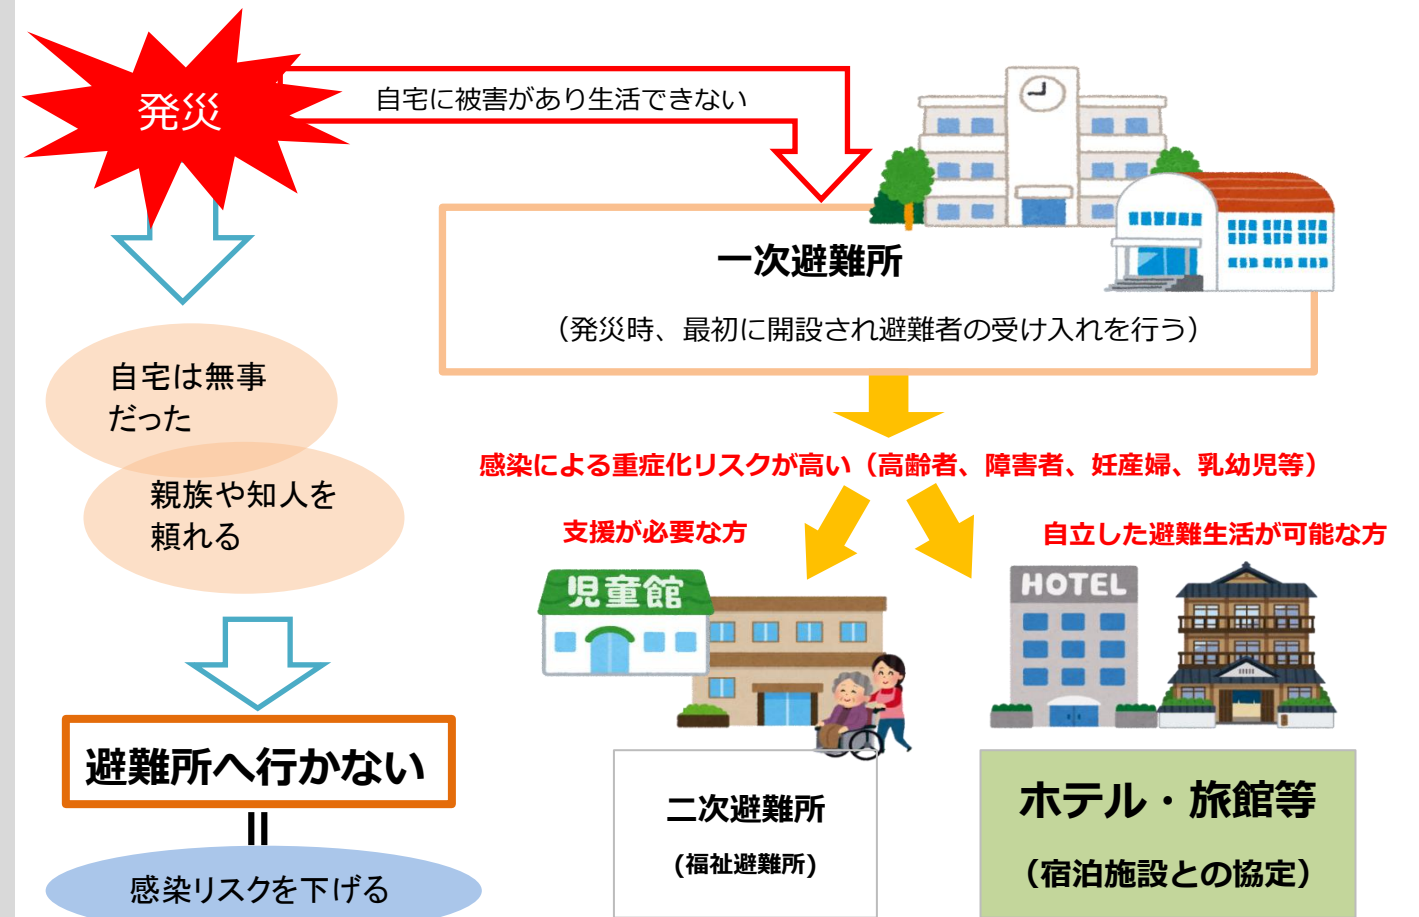 発災
自宅に被害があり生活できない
一次避難所
（発災時、最初に開設され避難者の受け入れを行う）
自宅は無事
だった
親族や知人を
頼れる
避難所へ行かない
||
感染リスクを下げる
感染による重症化リスクが高い（高齢者、障害者、妊産婦、乳幼児等）
支援が必要な方
自立した避難生活が可能な方
児童館
HOTEL
二次避難所
(福祉避難所)
ホテル・旅館等
（宿泊施設との協定）